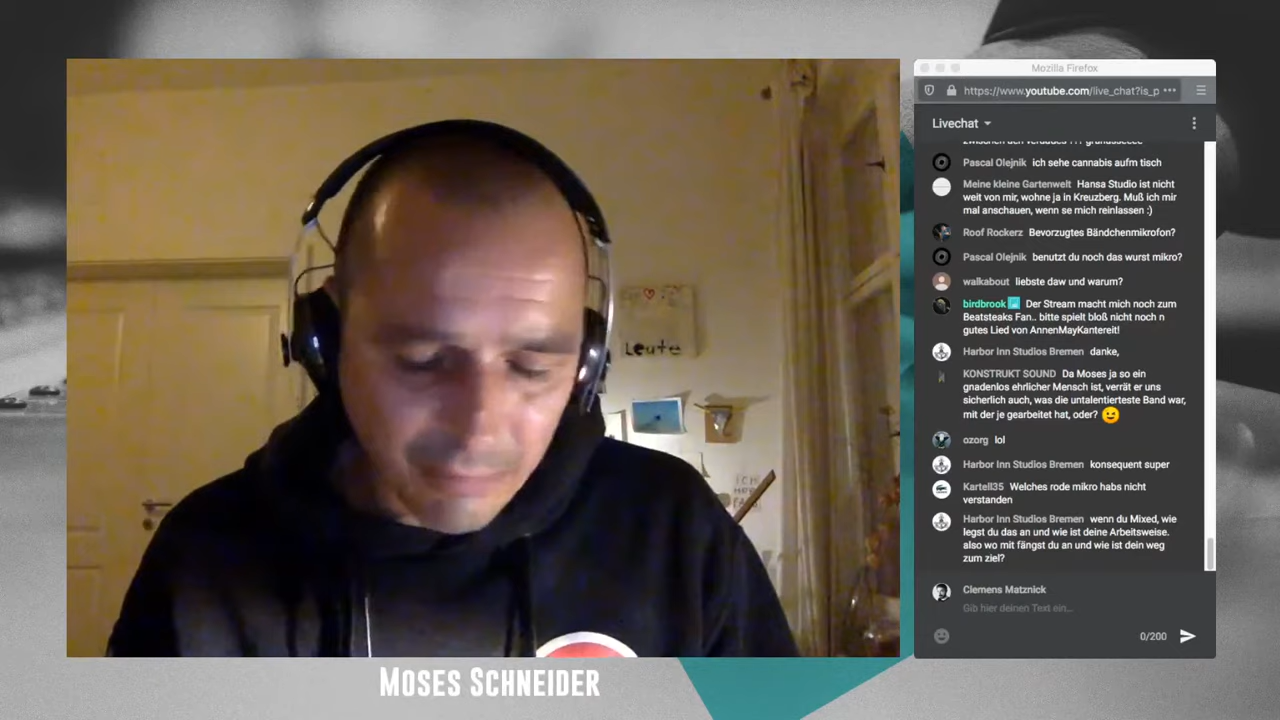 Mozilla Firefox
https://www.youtube.com/live_chat?is_p
Livechat
Pascal Olejnik ich sehe cannabis aufm tisch
Meine kleine Gartenwelt Hansa Studio ist nicht
weit von mir, wohne ja in Kreuzberg. Muß ich mir
mal anschauen, wenn se mich reinlassen :)
Roof Rockerz Bevorzugtes Bändchenmikrofon?
Pascal Olejnik benutzt du noch das wurst mikro?
walkabout liebste daw und warum?
birdbrook Der Stream macht mich noch zum
Beatsteaks Fan.. bitte spielt bloß nicht noch n
gutes Lied von AnnenMayKantereit!
Harbor Inn Studios Bremen danke,
KONSTRUKT SOUND Da Moses ja so ein
gnadenlos ehrlicher Mensch ist, verrät er uns
sicherlich auch, was die untalentierteste Band war,
mit der je gearbeitet hat, oder? 😉
ozorg lol
Harbor Inn Studios Bremen konsequent super
Kartell35 Welches rode mikro habs nicht
verstanden
Harbor Inn Studios Bremen wenn du Mixed, wie
legst du das an und wie ist deine Arbeitsweise.
also wo mit fängst du an und wie ist dein weg
zum ziel?
Clemens Matznick
Gib hier deinen Text ein...
0/200
Leute
MOSES SCHNEIDER